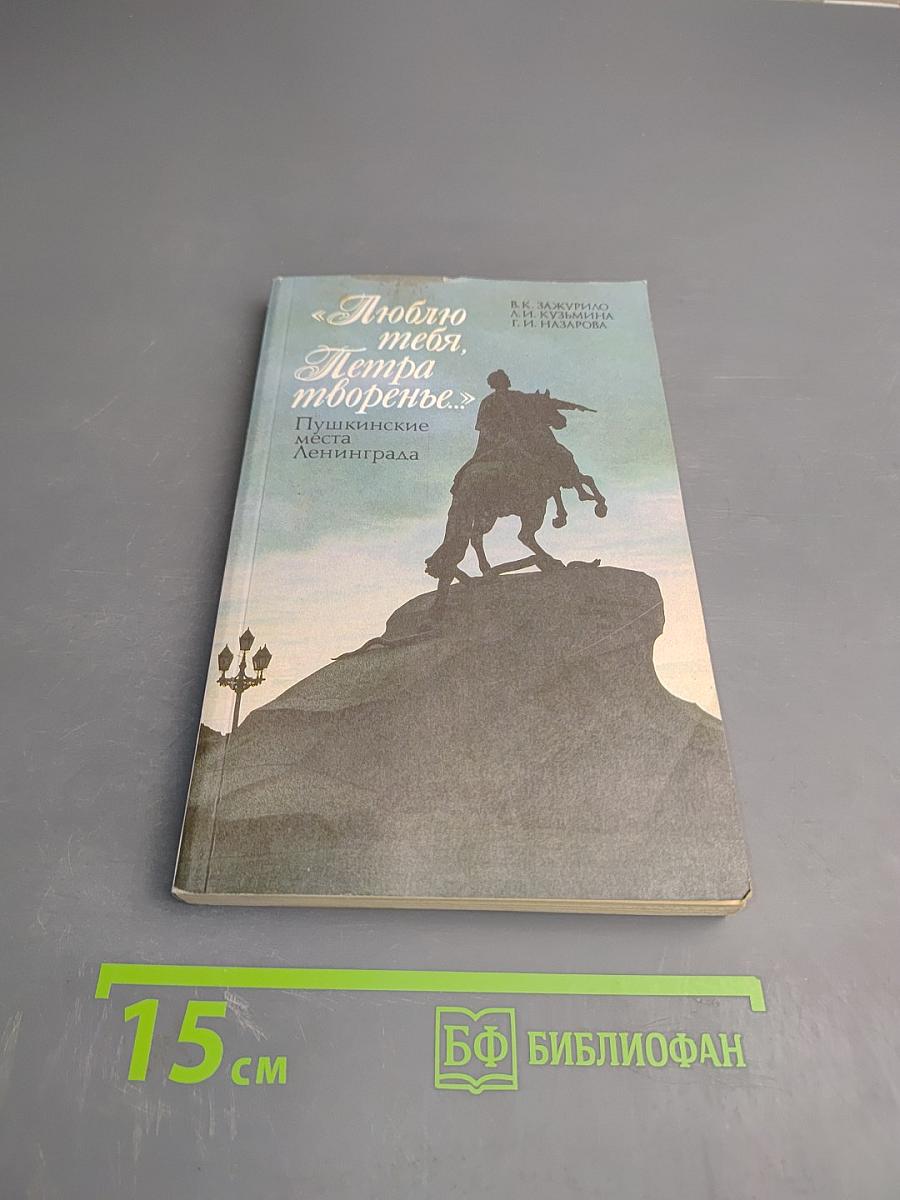 «Люблю
тебя,
Петра
творенье...»
Пушкинские
места
Ленинграда
В. К. ЗАЖУРИЛО
Л. И. КУЗЬМИНА
Г. И. НАЗАРОВА
15 см
БФ БИБЛИОФАН